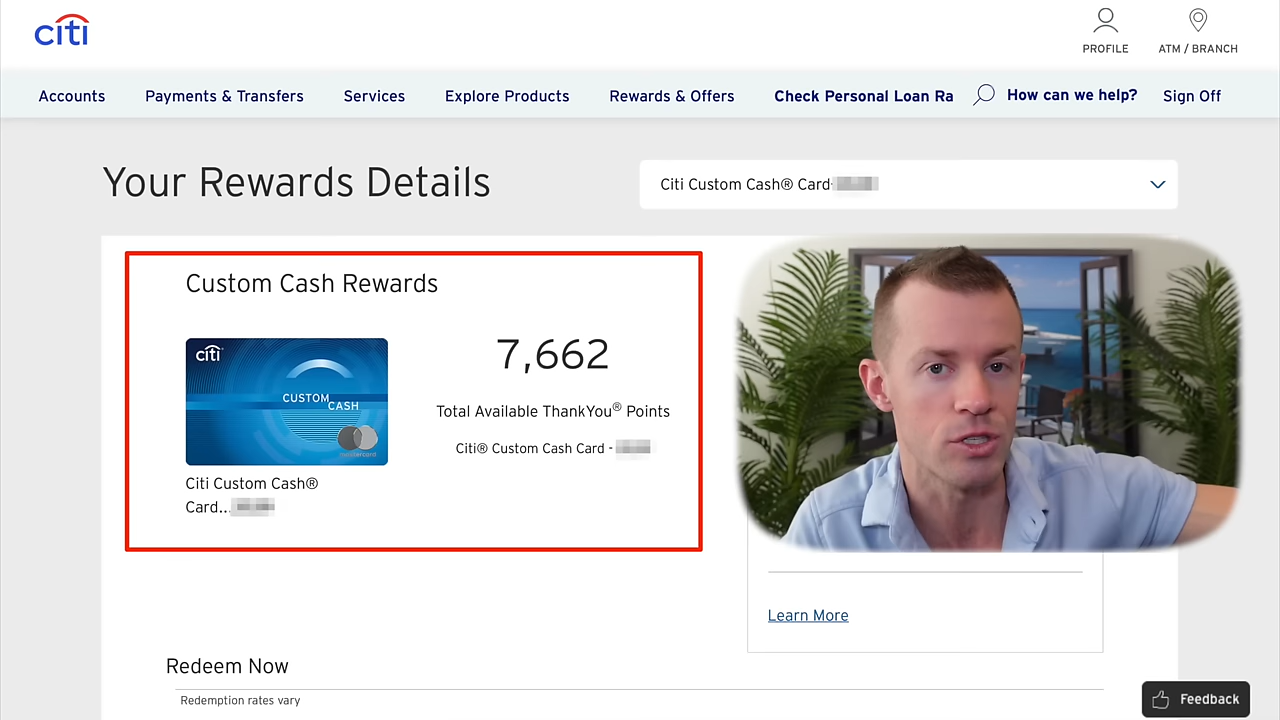 citi
PROFILE
ATM / BRANCH
Accounts
Payments & Transfers
Services
Explore Products
Rewards & Offers
Check Personal Loan Ra
How can we help?
Sign Off
Your Rewards Details
Citi Custom Cash® Card-
Custom Cash Rewards
citi
CUSTOM
CASH
mastercard
7,662
Total Available ThankYou® Points
Citi® Custom Cash Card -
Citi Custom Cash®
Card...
Learn More
Redeem Now
Redemption rates vary
Feedback